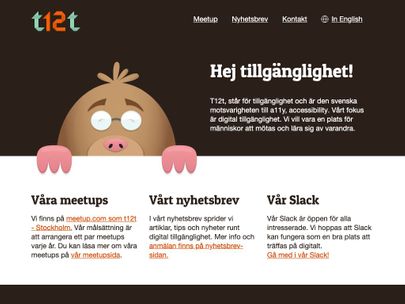 t12t
Meetup Nyhetsbrev Kontakt In English
Hej tillgänglighet!
T12t, står för tillgänglighet och är den svenska
motsvarigheten till a11y, accessibility. Vårt fokus
är digital tillgänglighet. Vi vill vara en plats för
människor att mötas och lära sig av varandra.
Våra meetups
Vi finns på meetup.com som t12t
- Stockholm. Vår målsättning är
att arrangera ett par meetups
varje år. Du kan läsa mer om våra
meetups på vår meetupsida.
Vårt nyhetsbrev
I vårt nyhetsbrev sprider vi
artiklar, tips och nyheter runt
digital tillgänglighet. Mer info och
anmälan finns på nyhetsbrev-
sidan.
Vår Slack
Vår Slack är öppen för alla
intresserade. Vi hoppas att Slack
kan fungera som en bra plats att
träffas på digitalt.
Gå med i vår Slack!